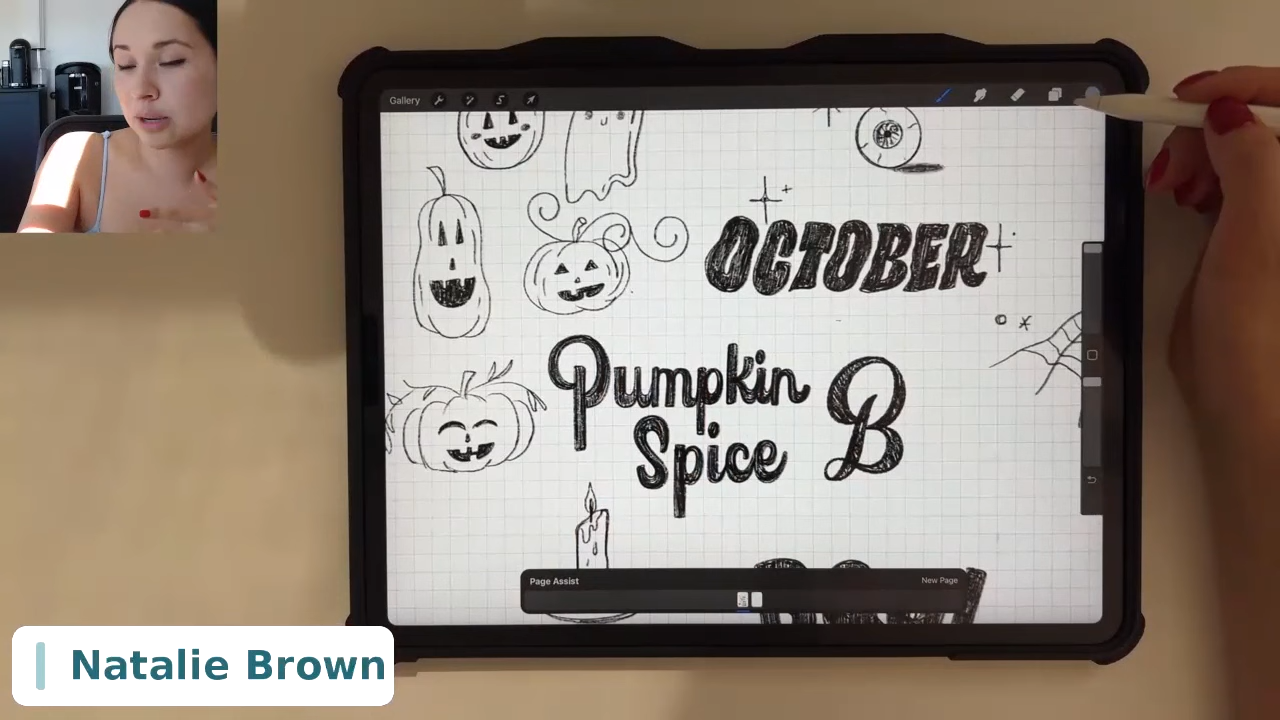 Gallery
OCTOBER
Pumpkin
Spice
B
Page Assist
New Page
Natalie Brown